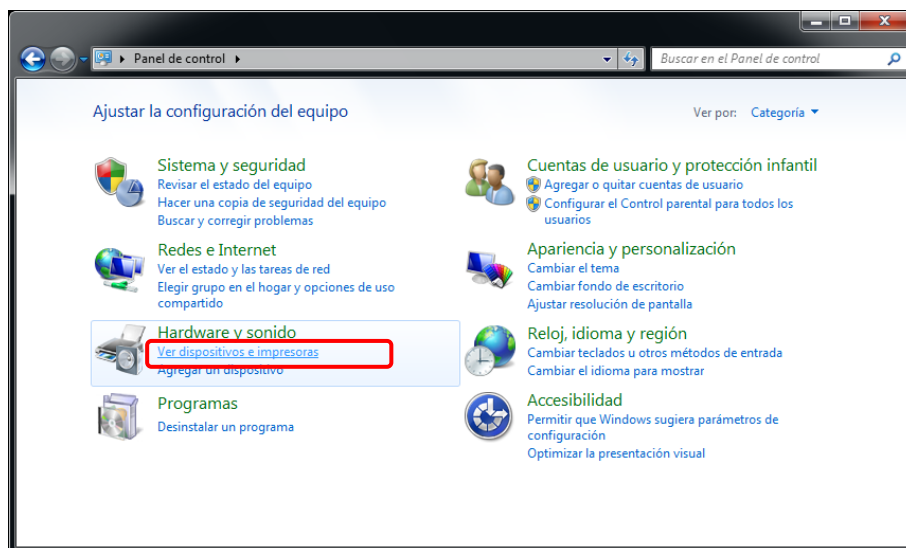 Panel de control
Buscar en el Panel de control
Ajustar la configuración del equipo
Ver por: Categoría
Sistema y seguridad
Revisar el estado del equipo
Hacer una copia de seguridad del equipo
Buscar y corregir problemas
Redes e Internet
Ver el estado y las tareas de red
Elegir grupo en el hogar y opciones de uso
compartido
Hardware y sonido
Ver dispositivos e impresoras
Agregar un dispositivo
Programas
Desinstalar un programa
Cuentas de usuario y protección infantil
Agregar o quitar cuentas de usuario
Configurar el Control parental para todos los
usuarios
Apariencia y personalización
Cambiar el tema
Cambiar fondo de escritorio
Ajustar resolución de pantalla
Reloj, idioma y región
Cambiar teclados u otros métodos de entrada
Cambiar el idioma para mostrar
Accesibilidad
Permitir que Windows sugiera parámetros de
configuración
Optimizar la presentación visual